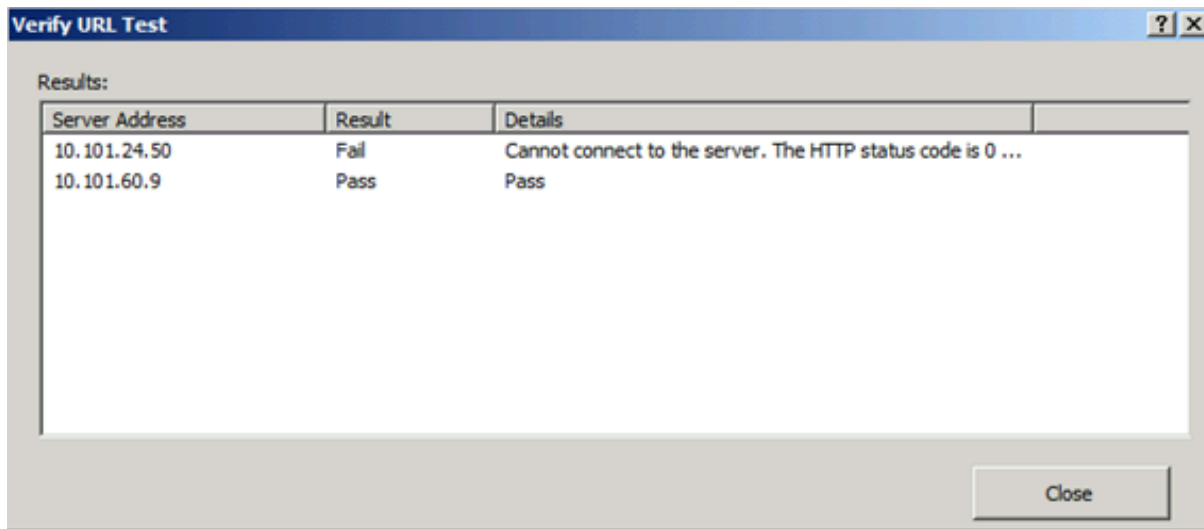 Verify URL Test
Results:
Server Address Result Details
10.101.24.50 Fail Cannot connect to the server. The HTTP status code is 0 ...
10.101.60.9 Pass Pass
Close